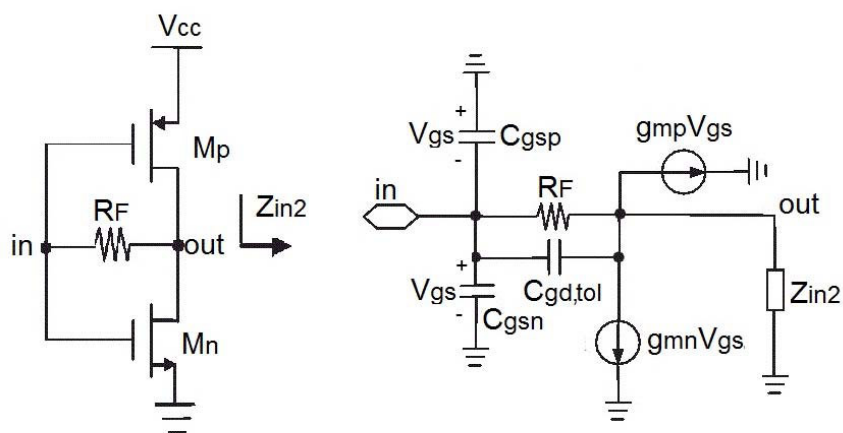 Vcc
Mp
RF
in
out
Zin2
Mn
+
Vgs
Cgsp
-
gmpVgs
in
RF
out
+
Vgs
Cgd,tol
-
Cgsn
gmnVgs
Zin2